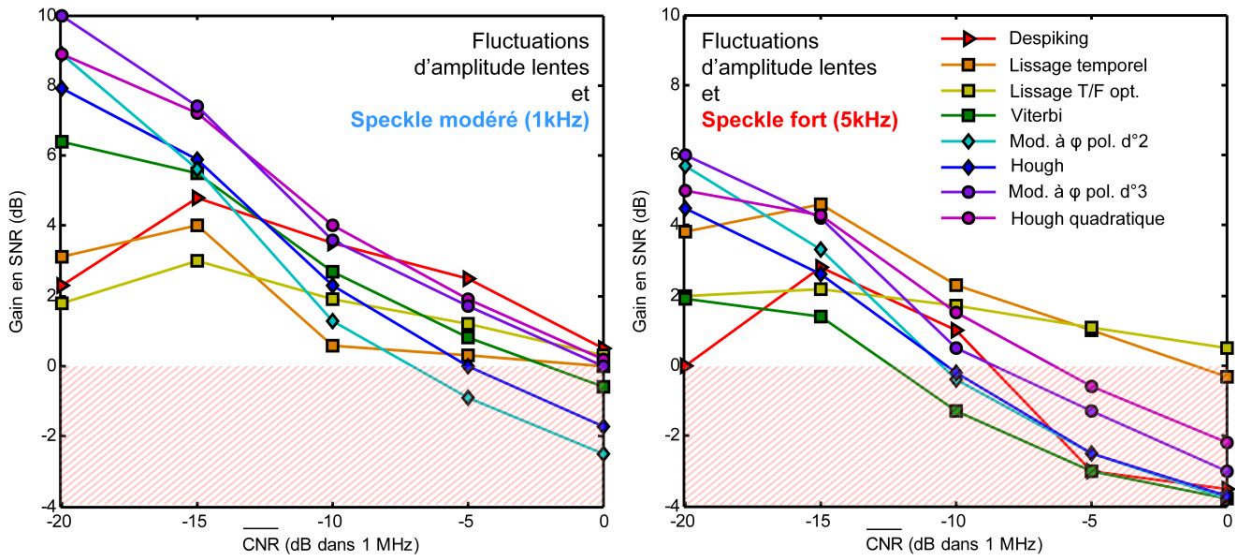 10
8
6
4
2
0
-2
-4
Gain en SNR (dB)
-20
-15
-10
-5
0
CNR (dB dans 1 MHz)
Fluctuations
d'amplitude lentes
et
Speckle modéré (1kHz)
10
8
6
4
2
0
-2
-4
Gain en SNR (dB)
-20
-15
-10
-5
0
CNR (dB dans 1 MHz)
Fluctuations
d'amplitude lentes
et
Speckle fort (5kHz)
Despiking
Lissage temporel
Lissage T/F opt.
Viterbi
Mod. à φ pol. d°2
Hough
Mod. à φ pol. d°3
Hough quadratique